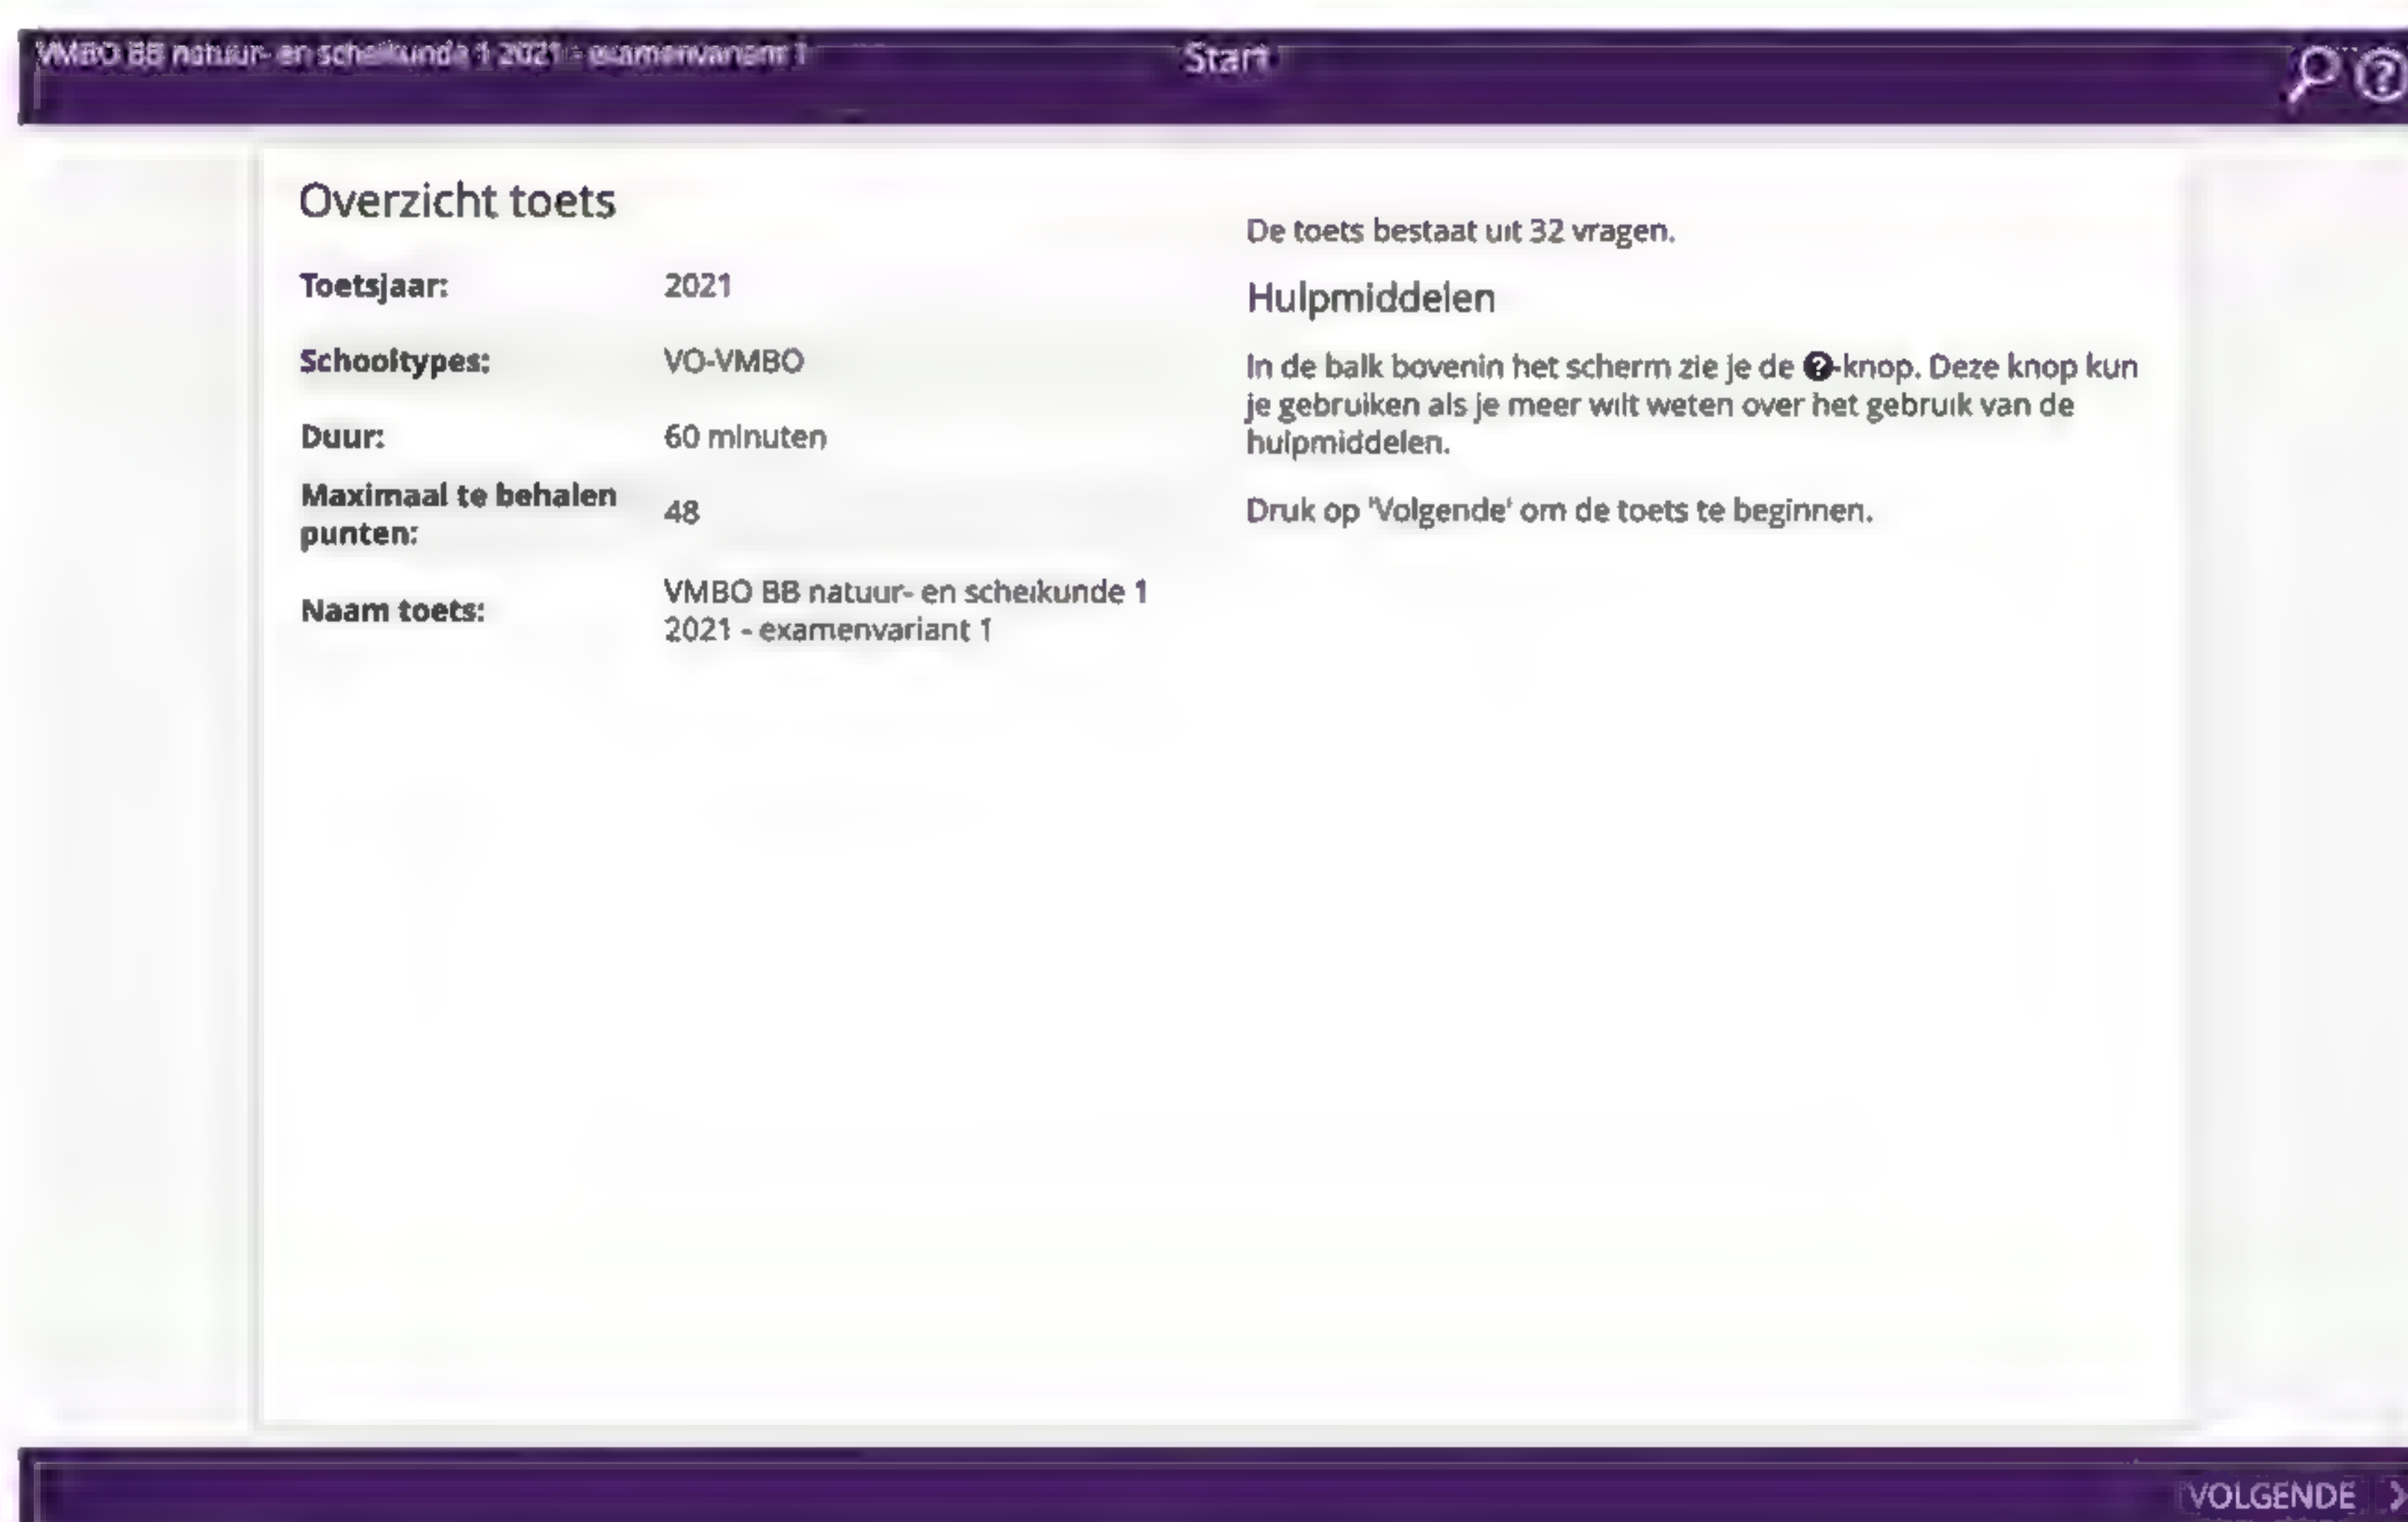 VMBO BB natuur- en scheikunde 1 2021 - examenvariant 1
Start
Overzicht toets
Toetsjaar: 2021
Schooltypes: VO-VMBO
Duur: 60 minuten
Maximaal te behalen punten: 48
Naam toets: VMBO BB natuur- en scheikunde 1
2021 - examenvariant 1
De toets bestaat uit 32 vragen.
Hulpmiddelen
In de balk bovenin het scherm zie je de ?-knop. Deze knop kun
je gebruiken als je meer wilt weten over het gebruik van de
hulpmiddelen.
Druk op 'Volgende' om de toets te beginnen.
VOLGENDE